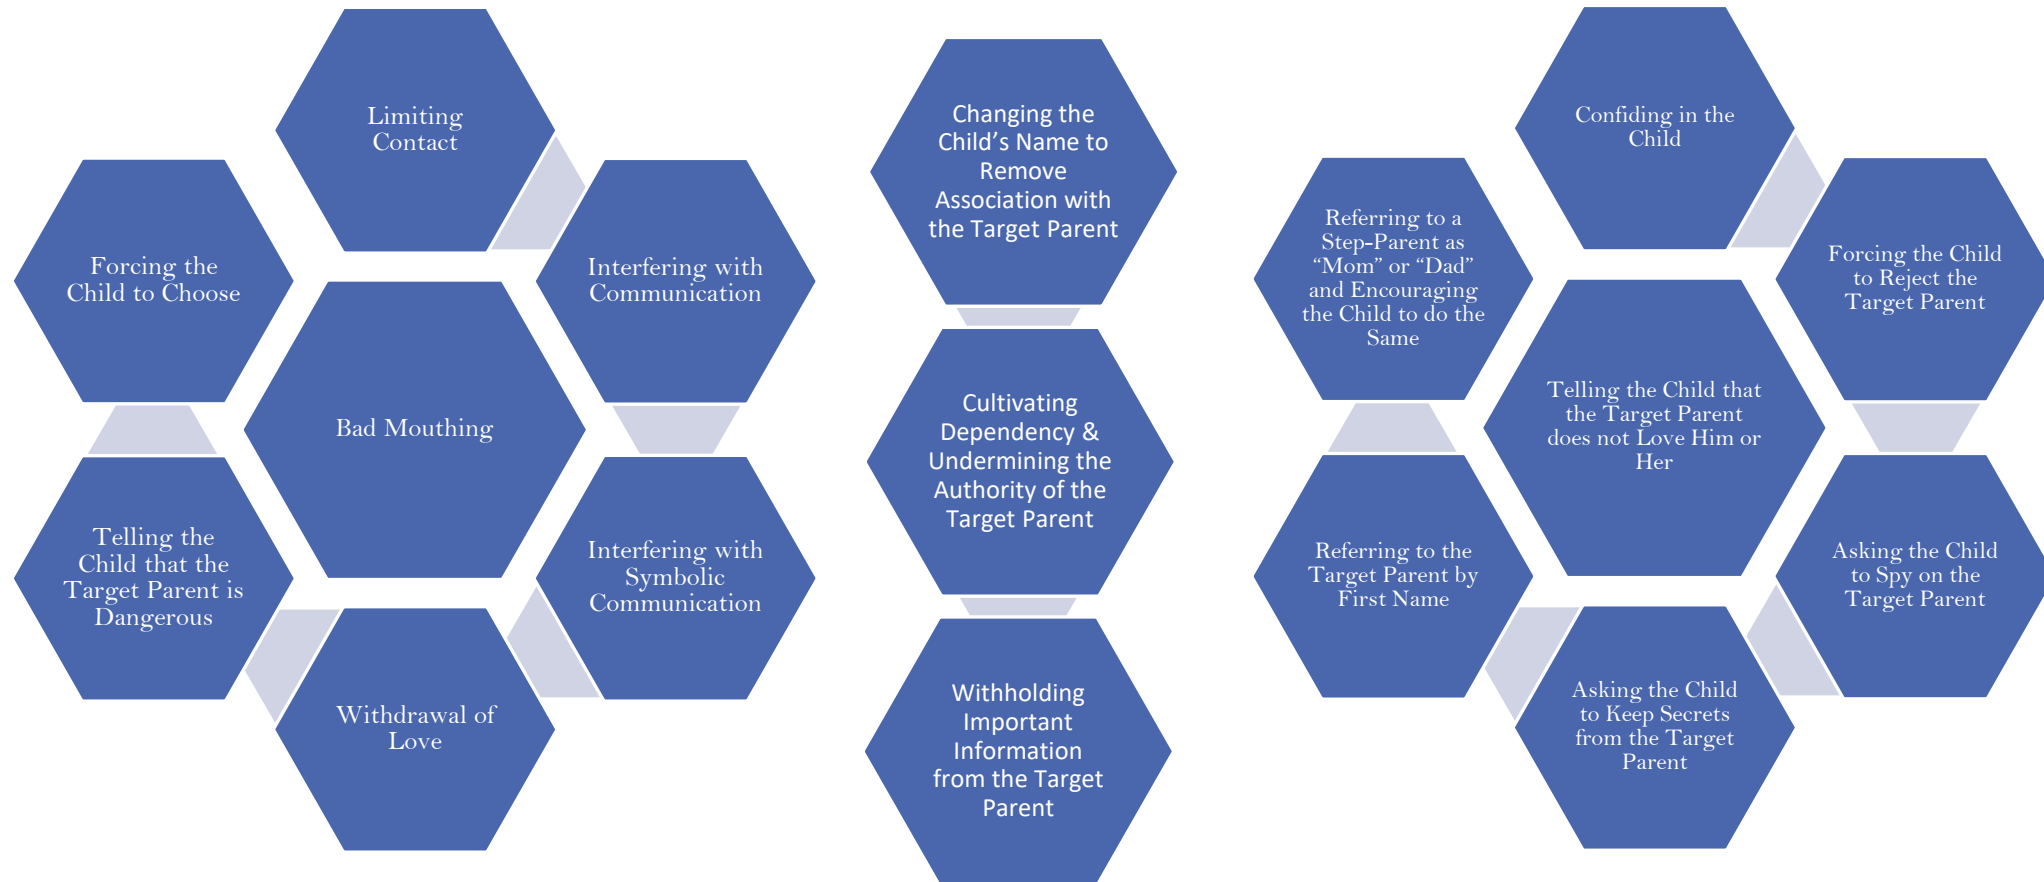 Limiting
Contact
Forcing the
Child to Choose
Interfering with
Communication
Bad Mouthing
Telling the
Child that the
Target Parent is
Dangerous
Interfering with
Symbolic
Communication
Withdrawal of
Love
Changing the
Child’s Name to
Remove
Association with
the Target Parent
Cultivating
Dependency &
Undermining the
Authority of the
Target Parent
Withholding
Important
Information
from the Target
Parent
Confiding in the
Child
Referring to a
Step-Parent as
“Mom” or “Dad”
and Encouraging
the Child to do the
Same
Forcing the Child
to Reject the
Target Parent
Telling the Child that
the Target Parent
does not Love Him or
Her
Referring to the
Target Parent by
First Name
Asking the Child
to Spy on the
Target Parent
Asking the Child
to Keep Secrets
from the Target
Parent